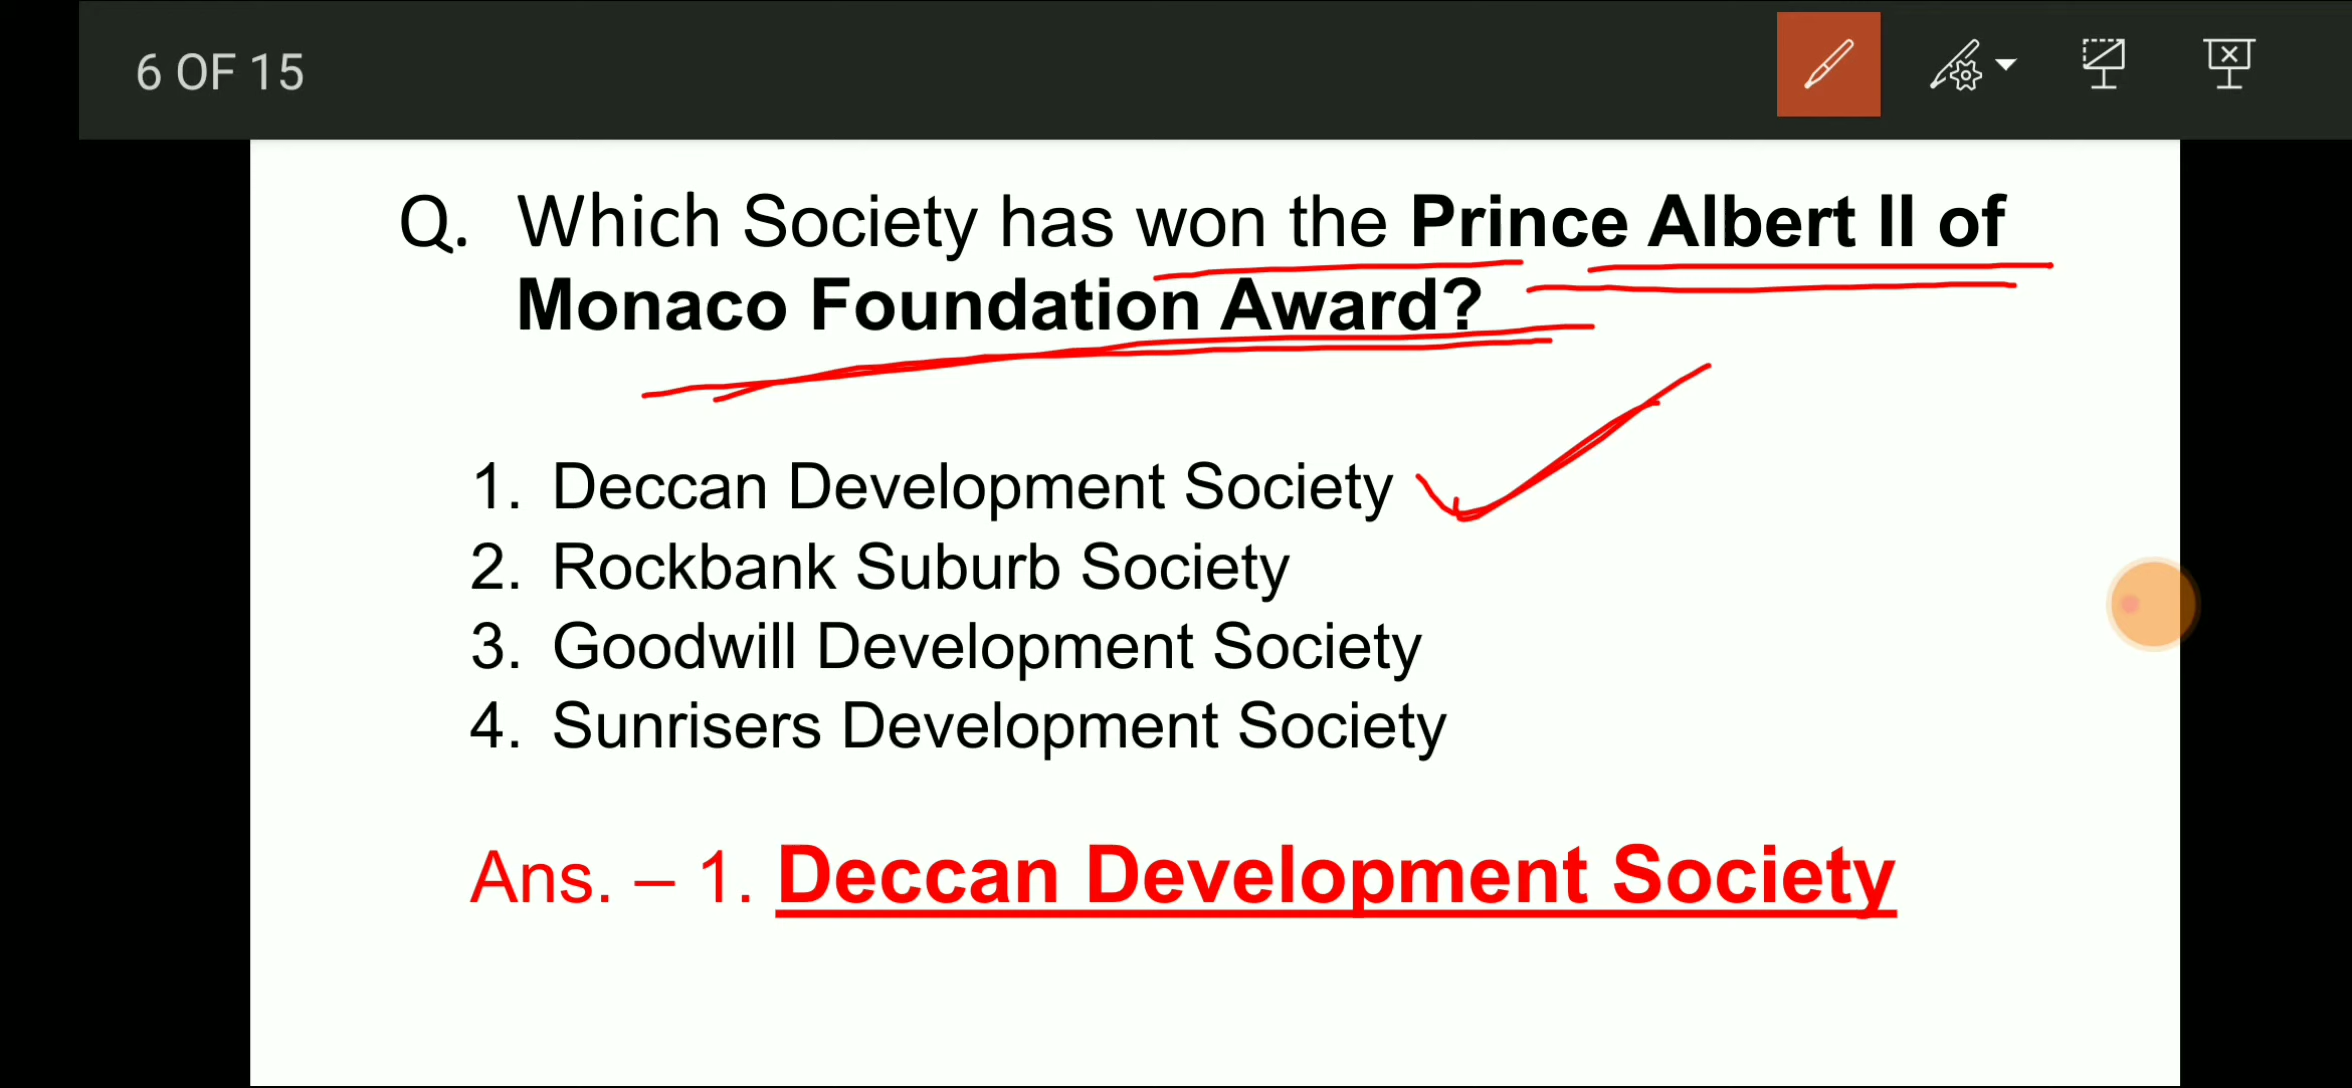 6 OF 15
Q. Which Society has won the Prince Albert II of
Monaco Foundation Award?
1. Deccan Development Society
2. Rockbank Suburb Society
3. Goodwill Development Society
4. Sunrisers Development Society
Ans. – 1. Deccan Development Society